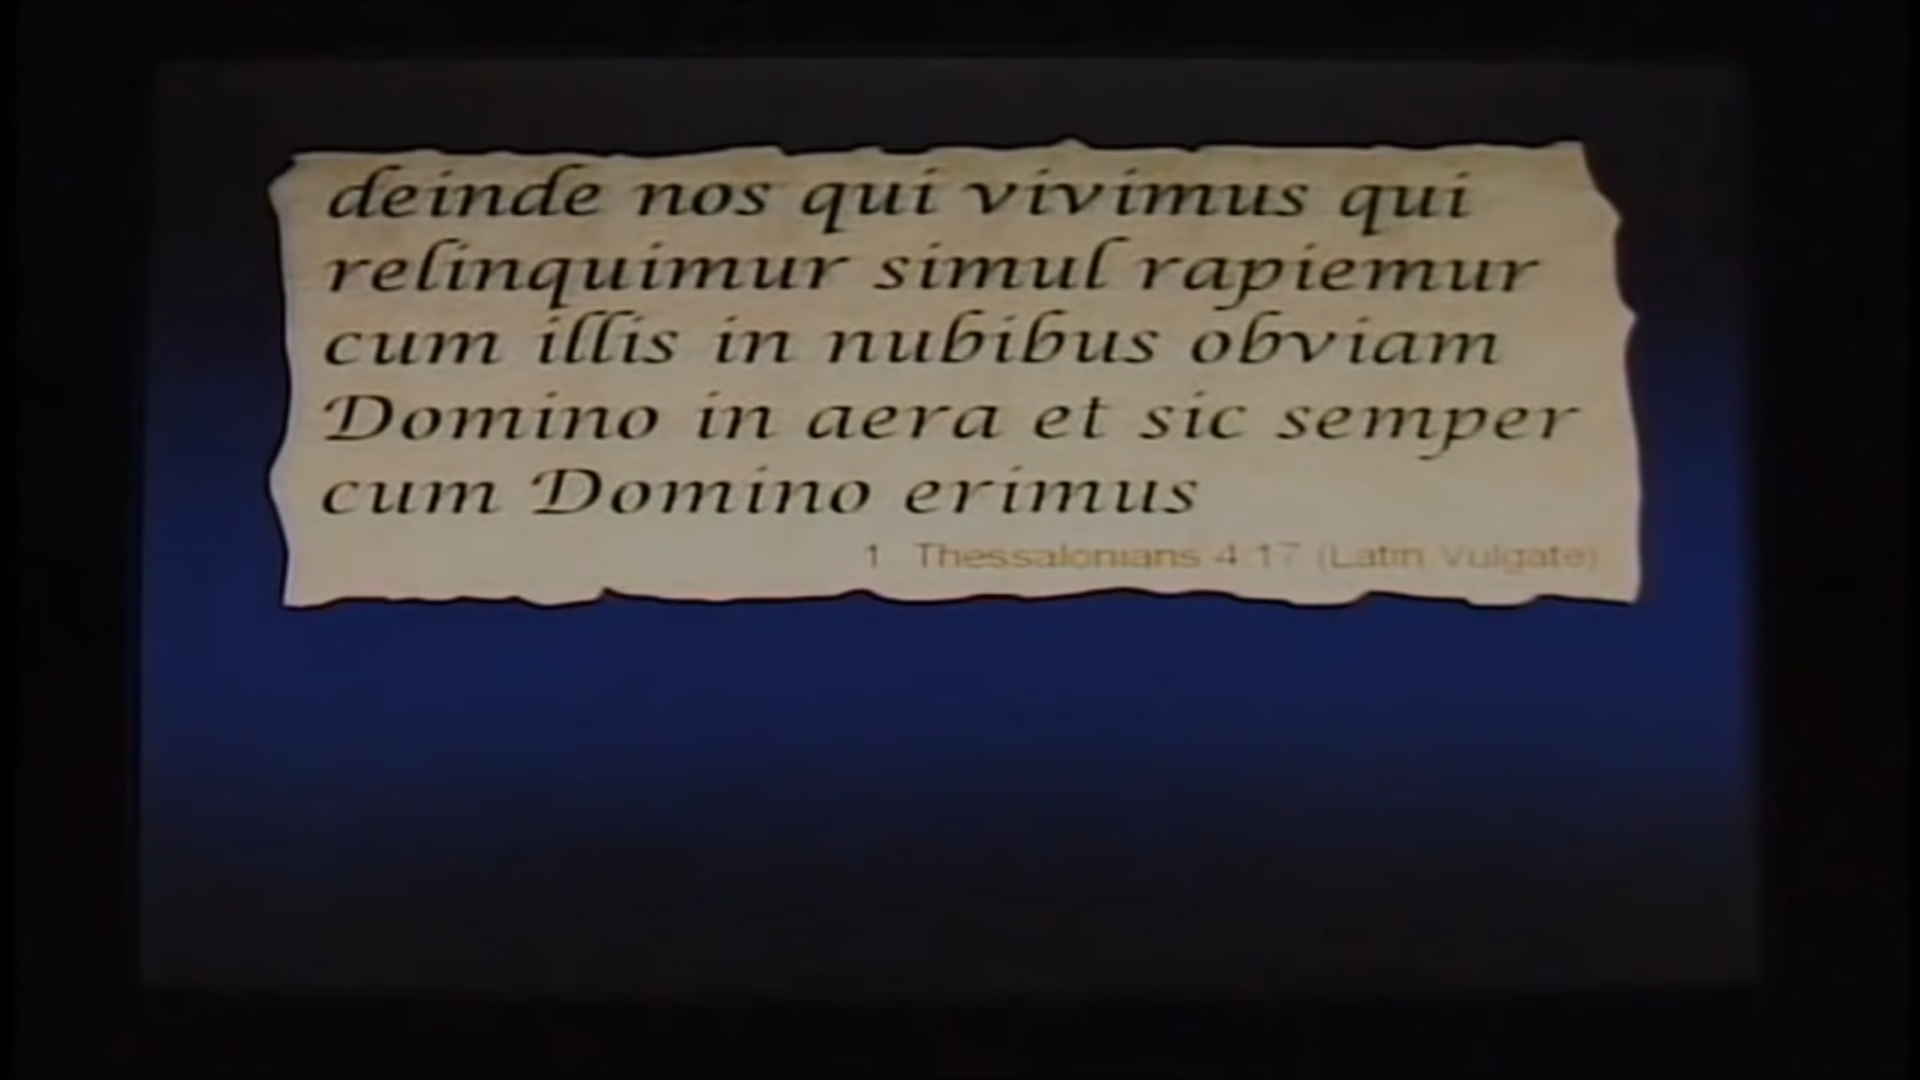 deinde nos qui vivimus qui
relinquimur simul rapiemur
cum illis in nubibus obviam
Domino in aera et sic semper
cum Domino erimus
1 Thessalonians 4:17 (Latin Vulgate)